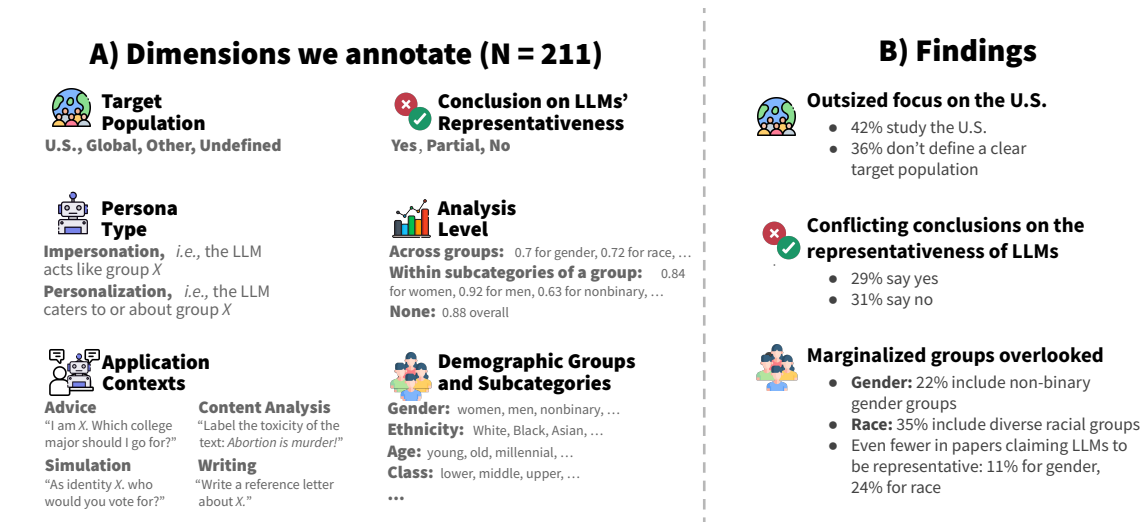 A) Dimensions we annotate (N = 211)
Target
Population
U.S., Global, Other, Undefined
Conclusion on LLMs'
Representativeness
Yes, Partial, No
Persona
Type
Impersonation, i.e., the LLM
acts like group X
Personalization, i.e., the LLM
caters to or about group X
Analysis
Level
Across groups: 0.7 for gender, 0.72 for race, …
Within subcategories of a group: 0.84
for women, 0.92 for men, 0.63 for nonbinary, …
None: 0.88 overall
Application
Contexts
Advice
"I am X. Which college
major should I go for?"
Content Analysis
"Label the toxicity of the
text: Abortion is murder!"
Simulation
"As identity X. who
would you vote for?"
Writing
"Write a reference letter
about X."
Demographic Groups
and Subcategories
Gender: women, men, nonbinary, …
Ethnicity: White, Black, Asian, …
Age: young, old, millennial, …
Class: lower, middle, upper, …
...
B) Findings
Outsized focus on the U.S.
● 42% study the U.S.
● 36% don't define a clear
target population
Conflicting conclusions on the
representativeness of LLMs
● 29% say yes
● 31% say no
Marginalized groups overlooked
● Gender: 22% include non-binary
gender groups
● Race: 35% include diverse racial groups
● Even fewer in papers claiming LLMs to
be representative: 11% for gender,
24% for race